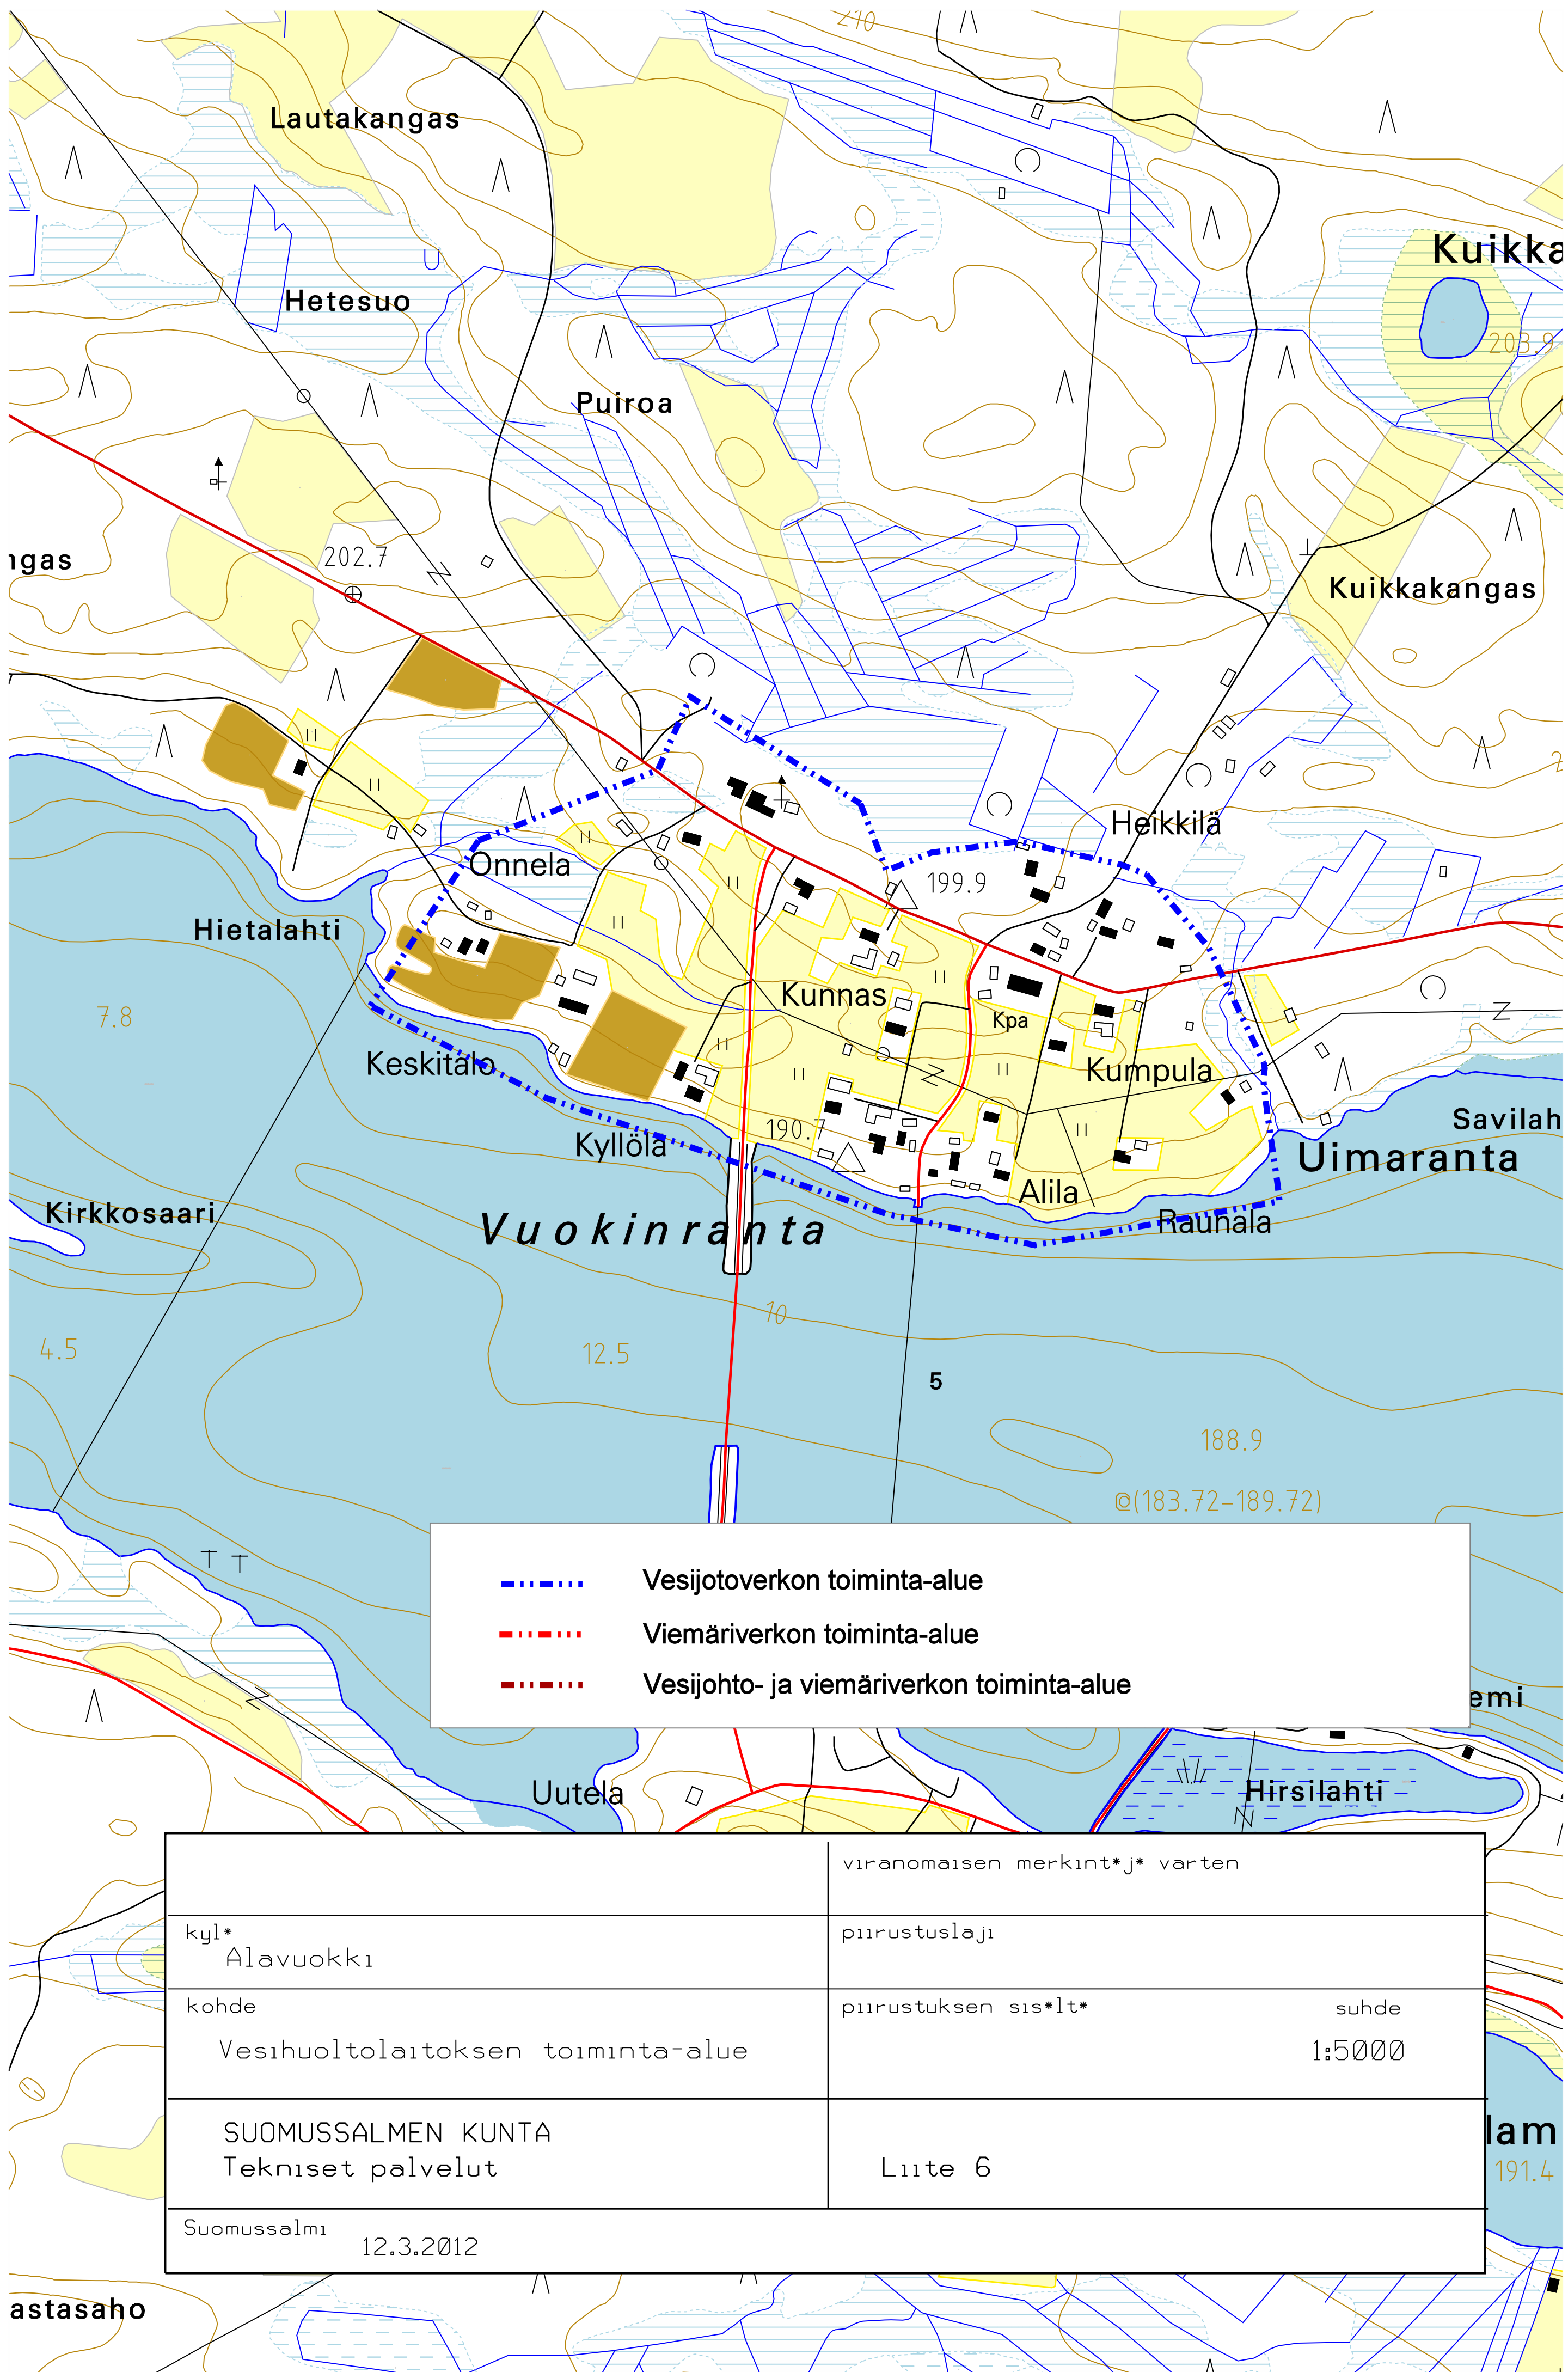 210
Lautakangas
Kuikka
Hetesuo
203.9
Puiroa
202.7
ngas
Kuikkakangas
Heikkilä
Onnela
199.9
Hietalahti
Kunnas
7.8
Kpa
Keskitalo
Kumpula
Savilah
190.7
Kyllölä
Uimaranta
Alila
Kirkkosaari
Raunala
Vuokinranta
10
4.5
12.5
5
188.9
@(183.72-189.72)
Vesijotoverkon toiminta-alue
Viemäriverkon toiminta-alue
Vesijohto- ja viemäriverkon toiminta-alue
emi
Uutela
Hirsilahti
viranomaisen merkint*j* varten
kyl*
Alavuokki
piirustuslaji
kohde
Vesihuoltolaitoksen toiminta-alue
piirustuksen sis*lt*
suhde
1:5000
SUOMUSSALMEN KUNTA
Tekniset palvelut
Liite 6
lam
191.4
Suomussalmi
12.3.2012
astasaho